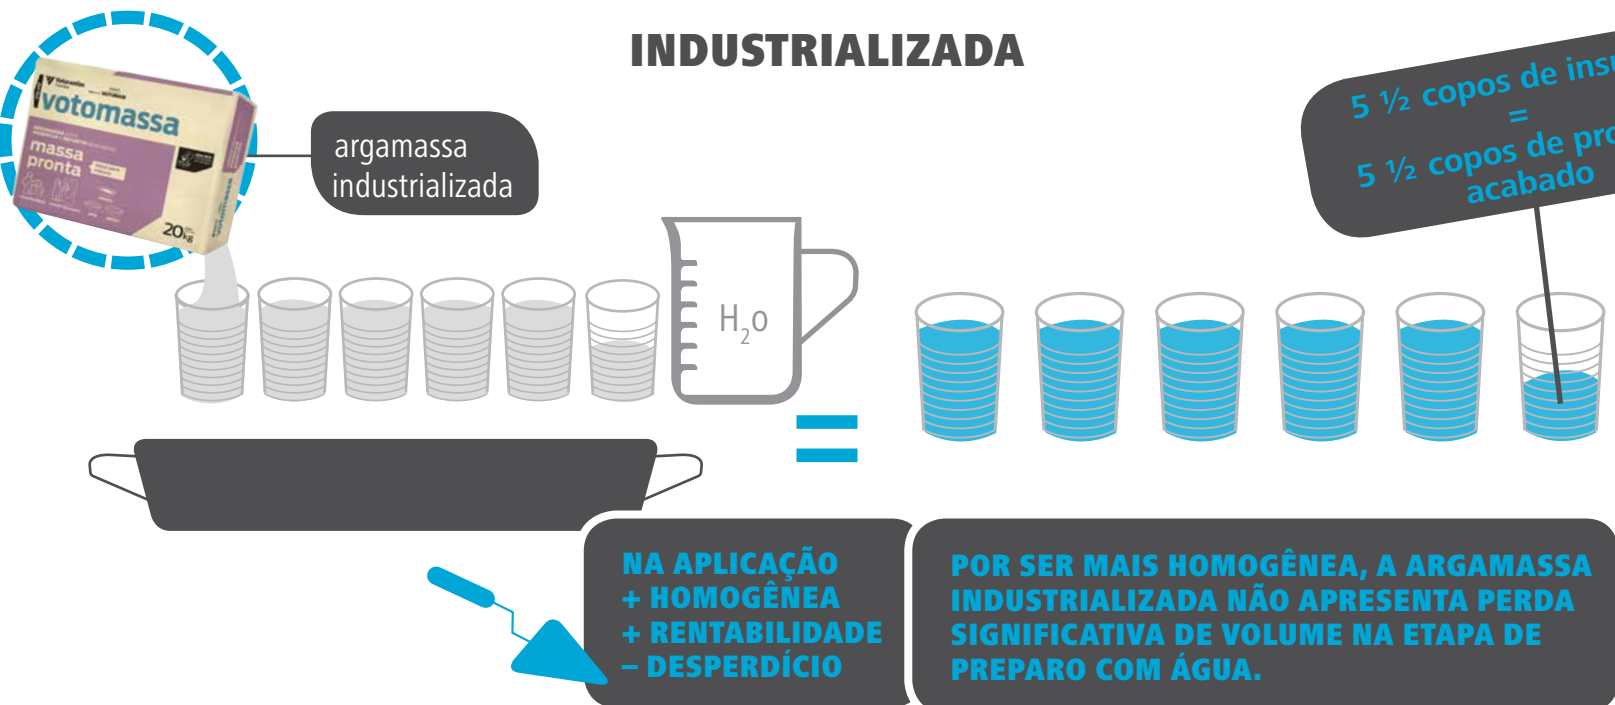 INDUSTRIALIZADA
5 ½ copos de
=
5 ½ copos de
acabado
votomassa
massa
pronta
20kg
votomassa
argamassa
industrializada
H₂o
=
NA APLICAÇÃO
+ HOMOGÊNEA
+ RENTABILIDADE
– DESPERDÍCIO
POR SER MAIS HOMOGÊNEA, A ARGAMASSA
INDUSTRIALIZADA NÃO APRESENTA PERDA
SIGNIFICATIVA DE VOLUME NA ETAPA DE
PREPARO COM ÁGUA.